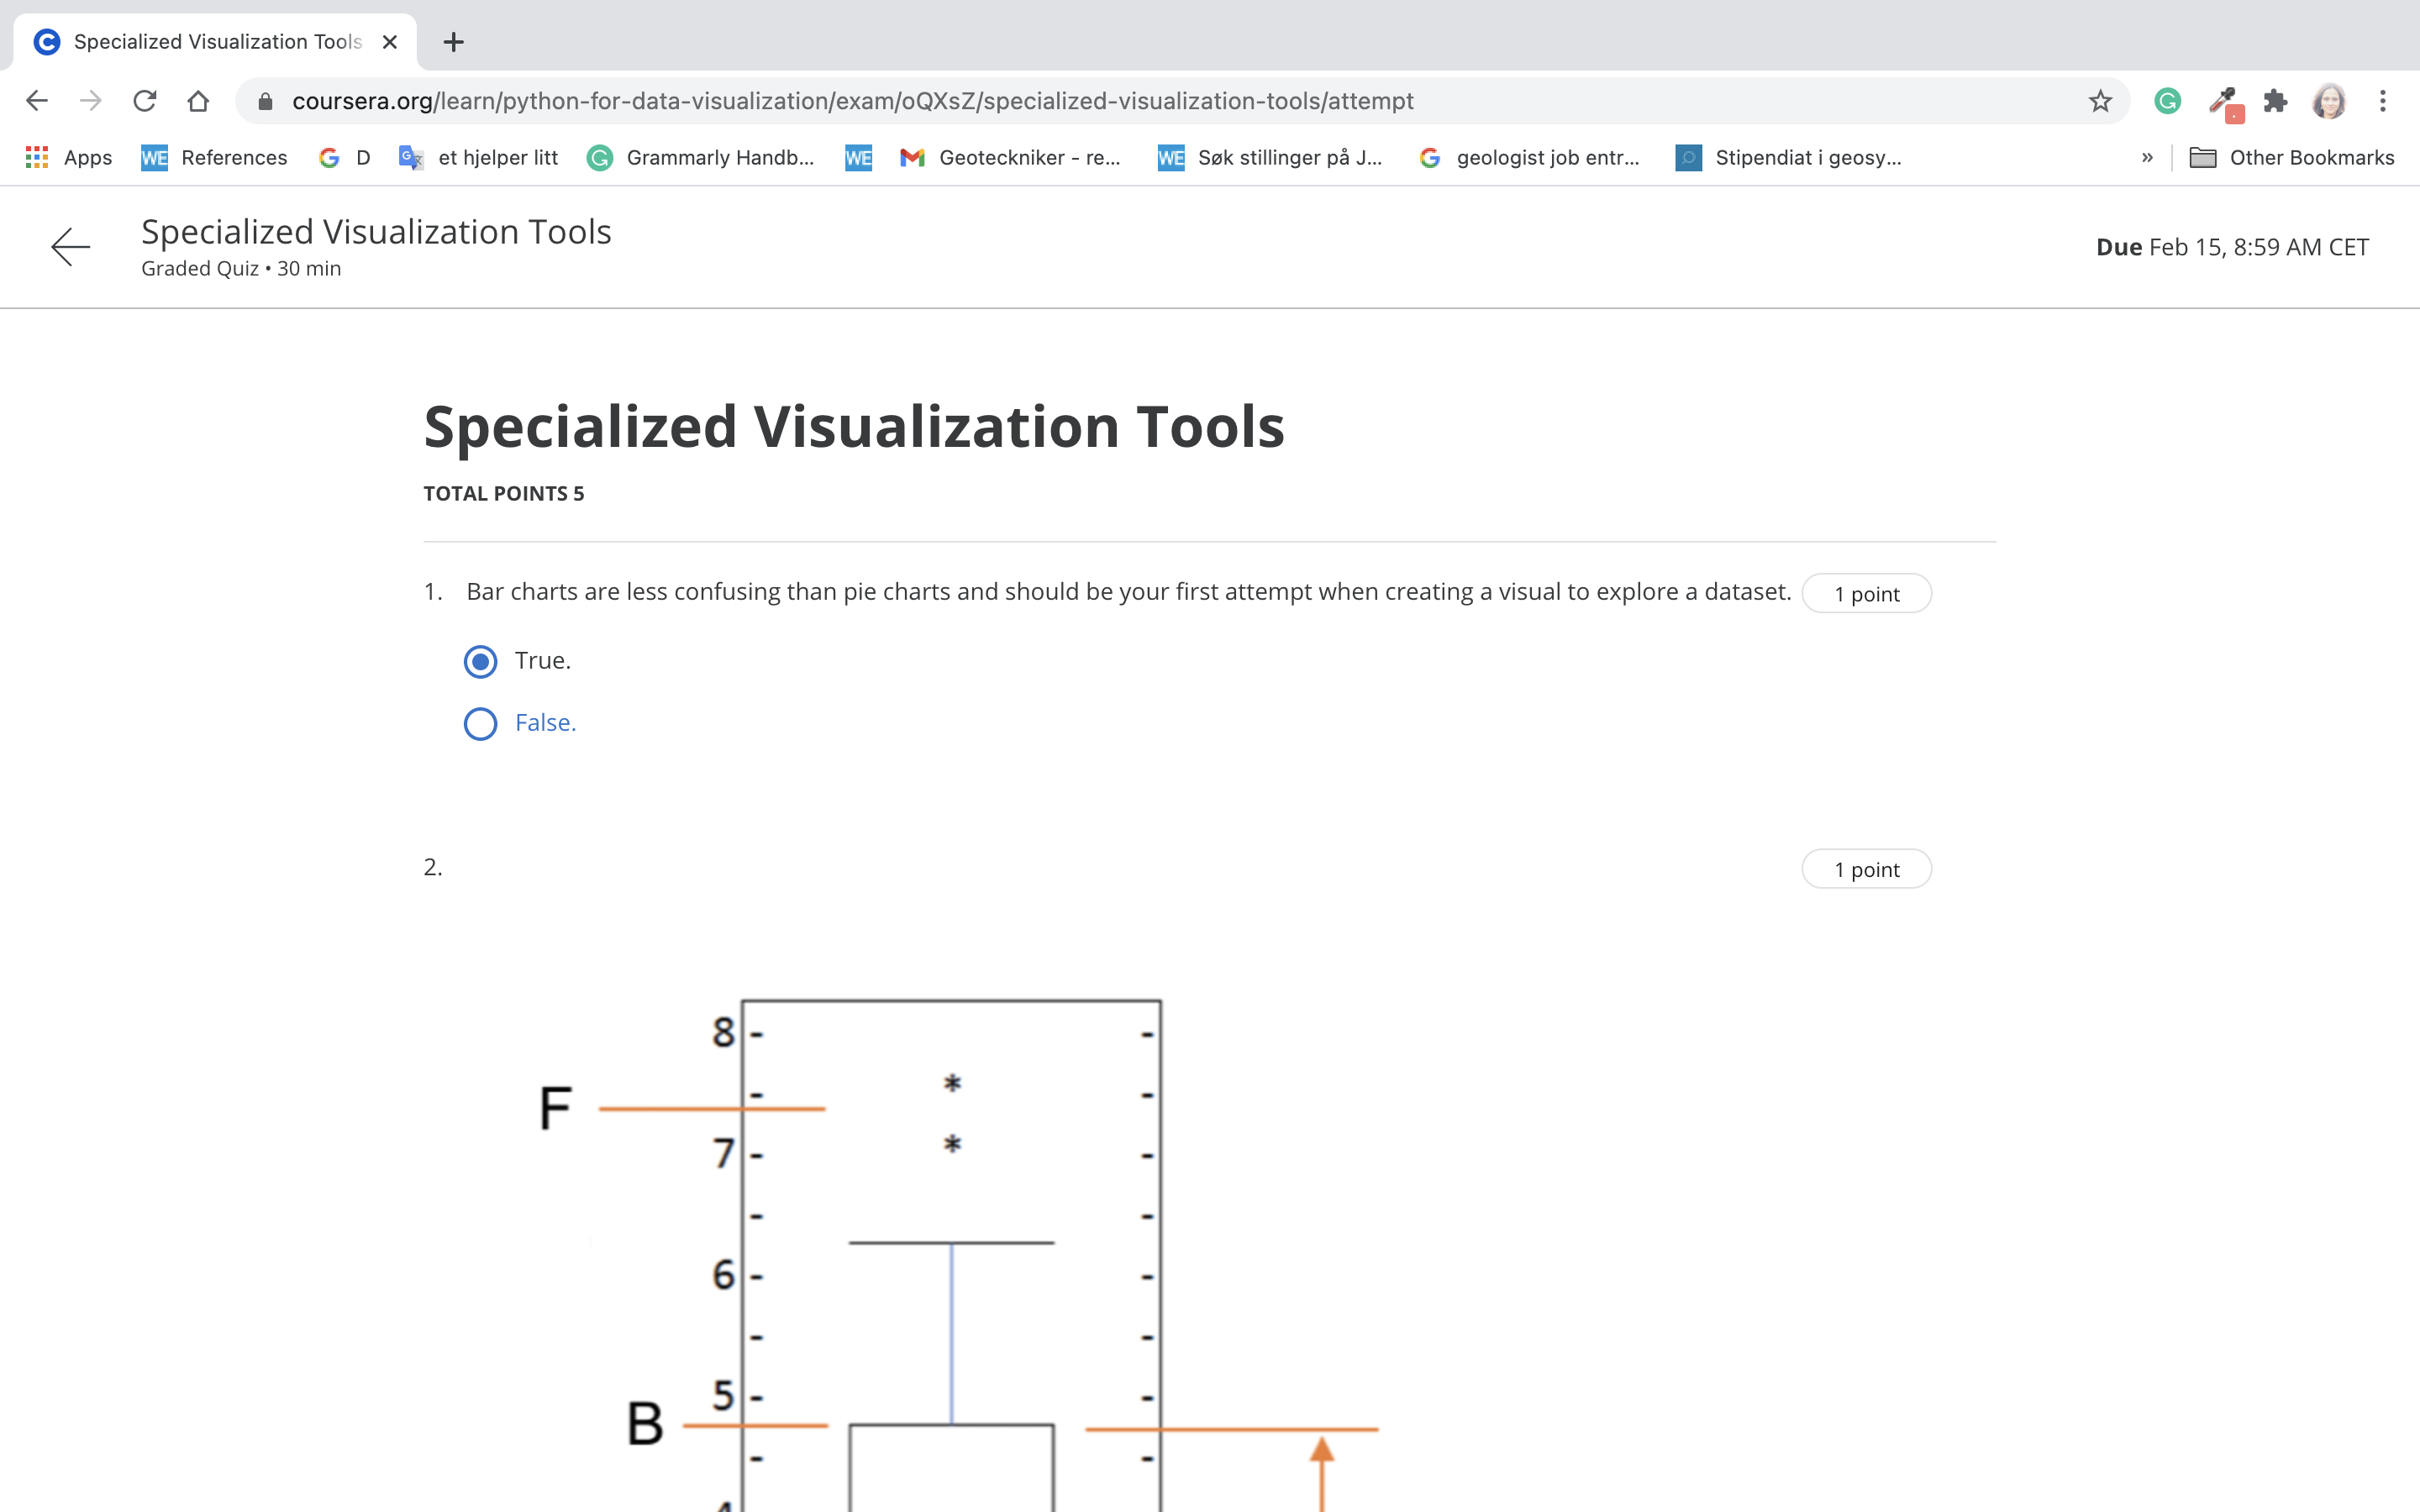 Specialized Visualization Tools
coursera.org/learn/python-for-data-visualization/exam/oQXsZ/specialized-visualization-tools/attempt
Apps WE References D et hjelper litt Grammarly Handb... WE Geoteckniker - re... WE Søk stillinger på J... geologist job entr... Stipendiat i geosy... » Other Bookmarks
Specialized Visualization Tools
Graded Quiz • 30 min
Due Feb 15, 8:59 AM CET
Specialized Visualization Tools
TOTAL POINTS 5
1. Bar charts are less confusing than pie charts and should be your first attempt when creating a visual to explore a dataset. 1 point
True.
False.
2. 1 point
8
*
F
7 *
6
5
B